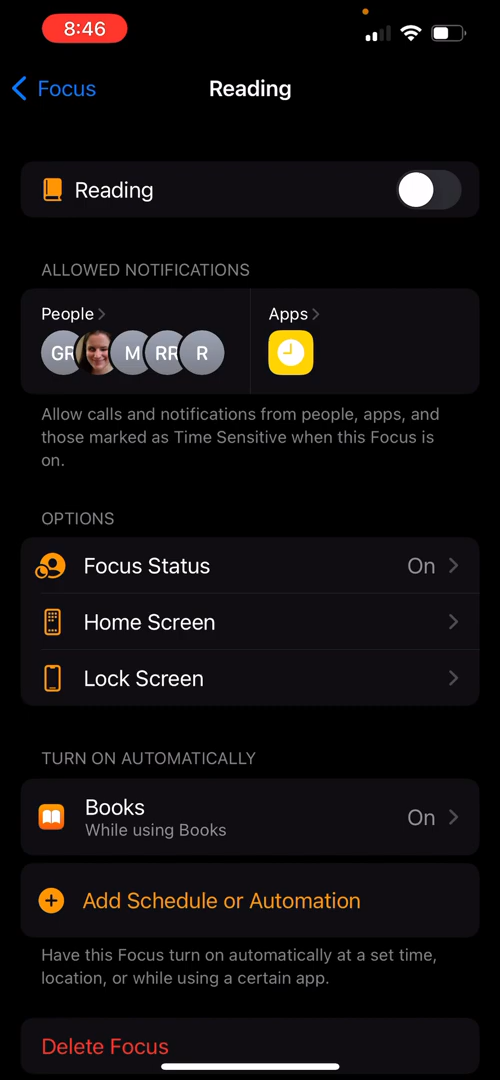 8:46
Focus
Reading
Reading
ALLOWED NOTIFICATIONS
People
Apps
GR
M
RR
R
Allow calls and notifications from people, apps, and
those marked as Time Sensitive when this Focus is
on.
OPTIONS
Focus Status On
Home Screen
Lock Screen
TURN ON AUTOMATICALLY
Books
While using Books
On
Add Schedule or Automation
Have this Focus turn on automatically at a set time,
location, or while using a certain app.
Delete Focus